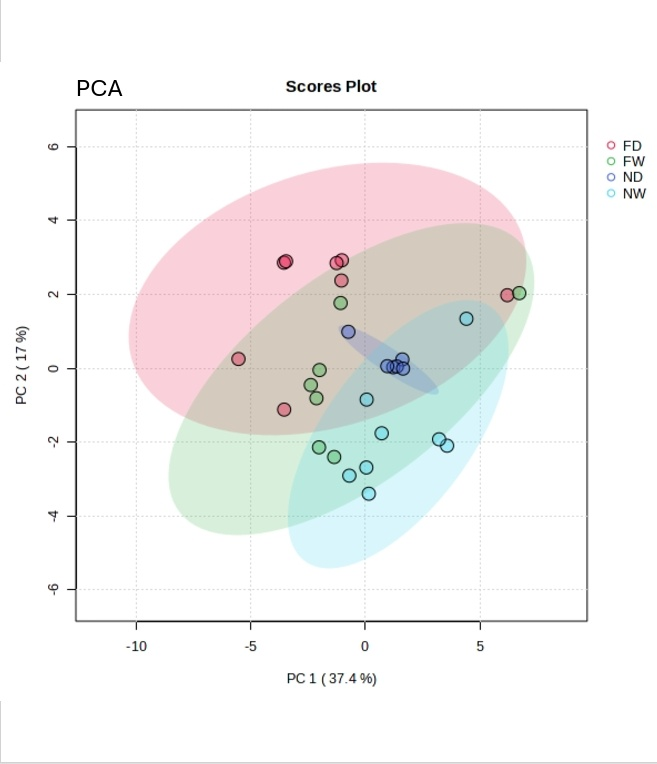 PCA
Scores Plot
FD
FW
ND
NW
6
4
2
0
-2
-4
-6
PC 2 ( 17 %)
-10 -5 0 5
PC 1 ( 37.4 %)